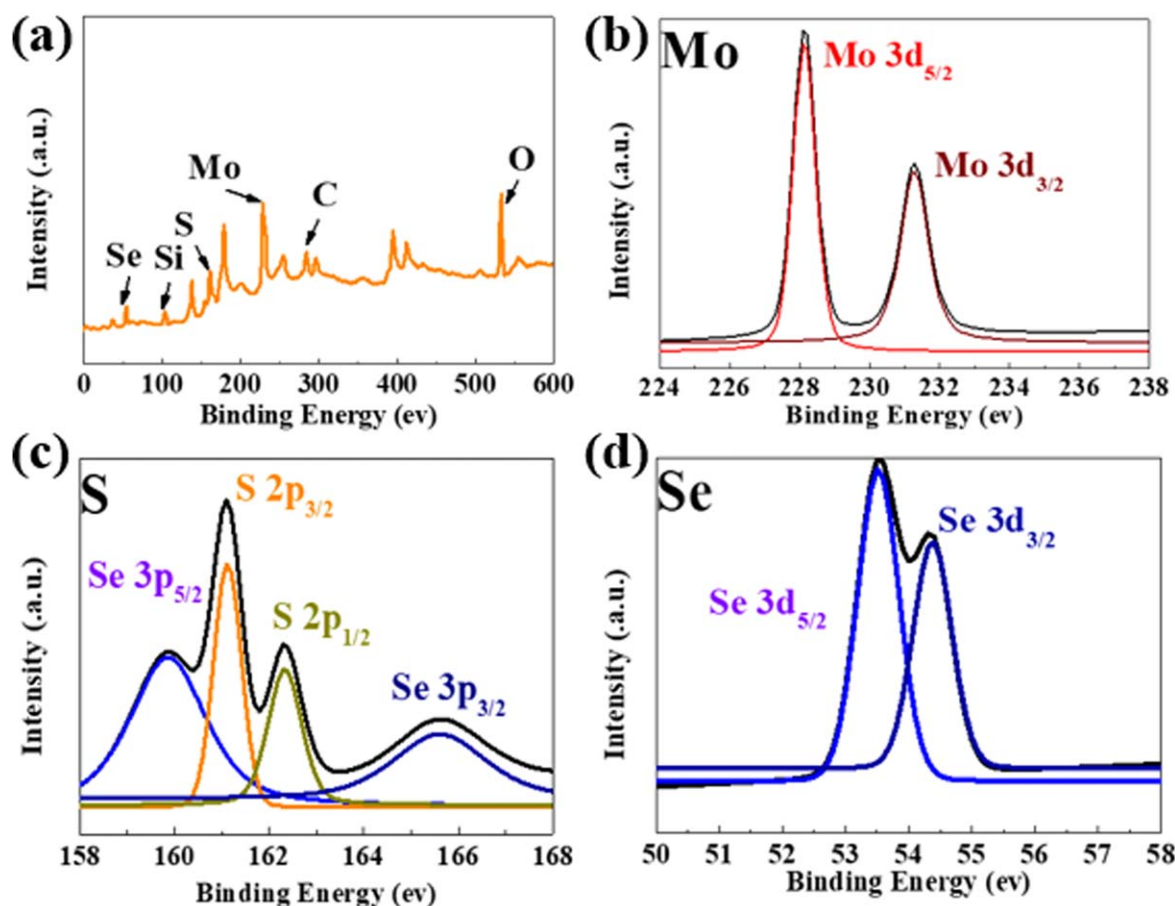 (a)
Intensity (.a.u.)
Se
Si
S
Mo
C
O
0 100 200 300 400 500 600
Binding Energy (ev)
(b)
Mo
Intensity (.a.u.)
Mo 3d5/2
Mo 3d3/2
224 226 228 230 232 234 236 238
Binding Energy (ev)
(c)
S
Intensity (.a.u.)
S 2p3/2
Se 3p5/2
S 2p1/2
Se 3p3/2
158 160 162 164 166 168
Binding Energy (ev)
(d)
Se
Intensity (.a.u.)
Se 3d3/2
Se 3d5/2
50 51 52 53 54 55 56 57 58
Binding Energy (ev)